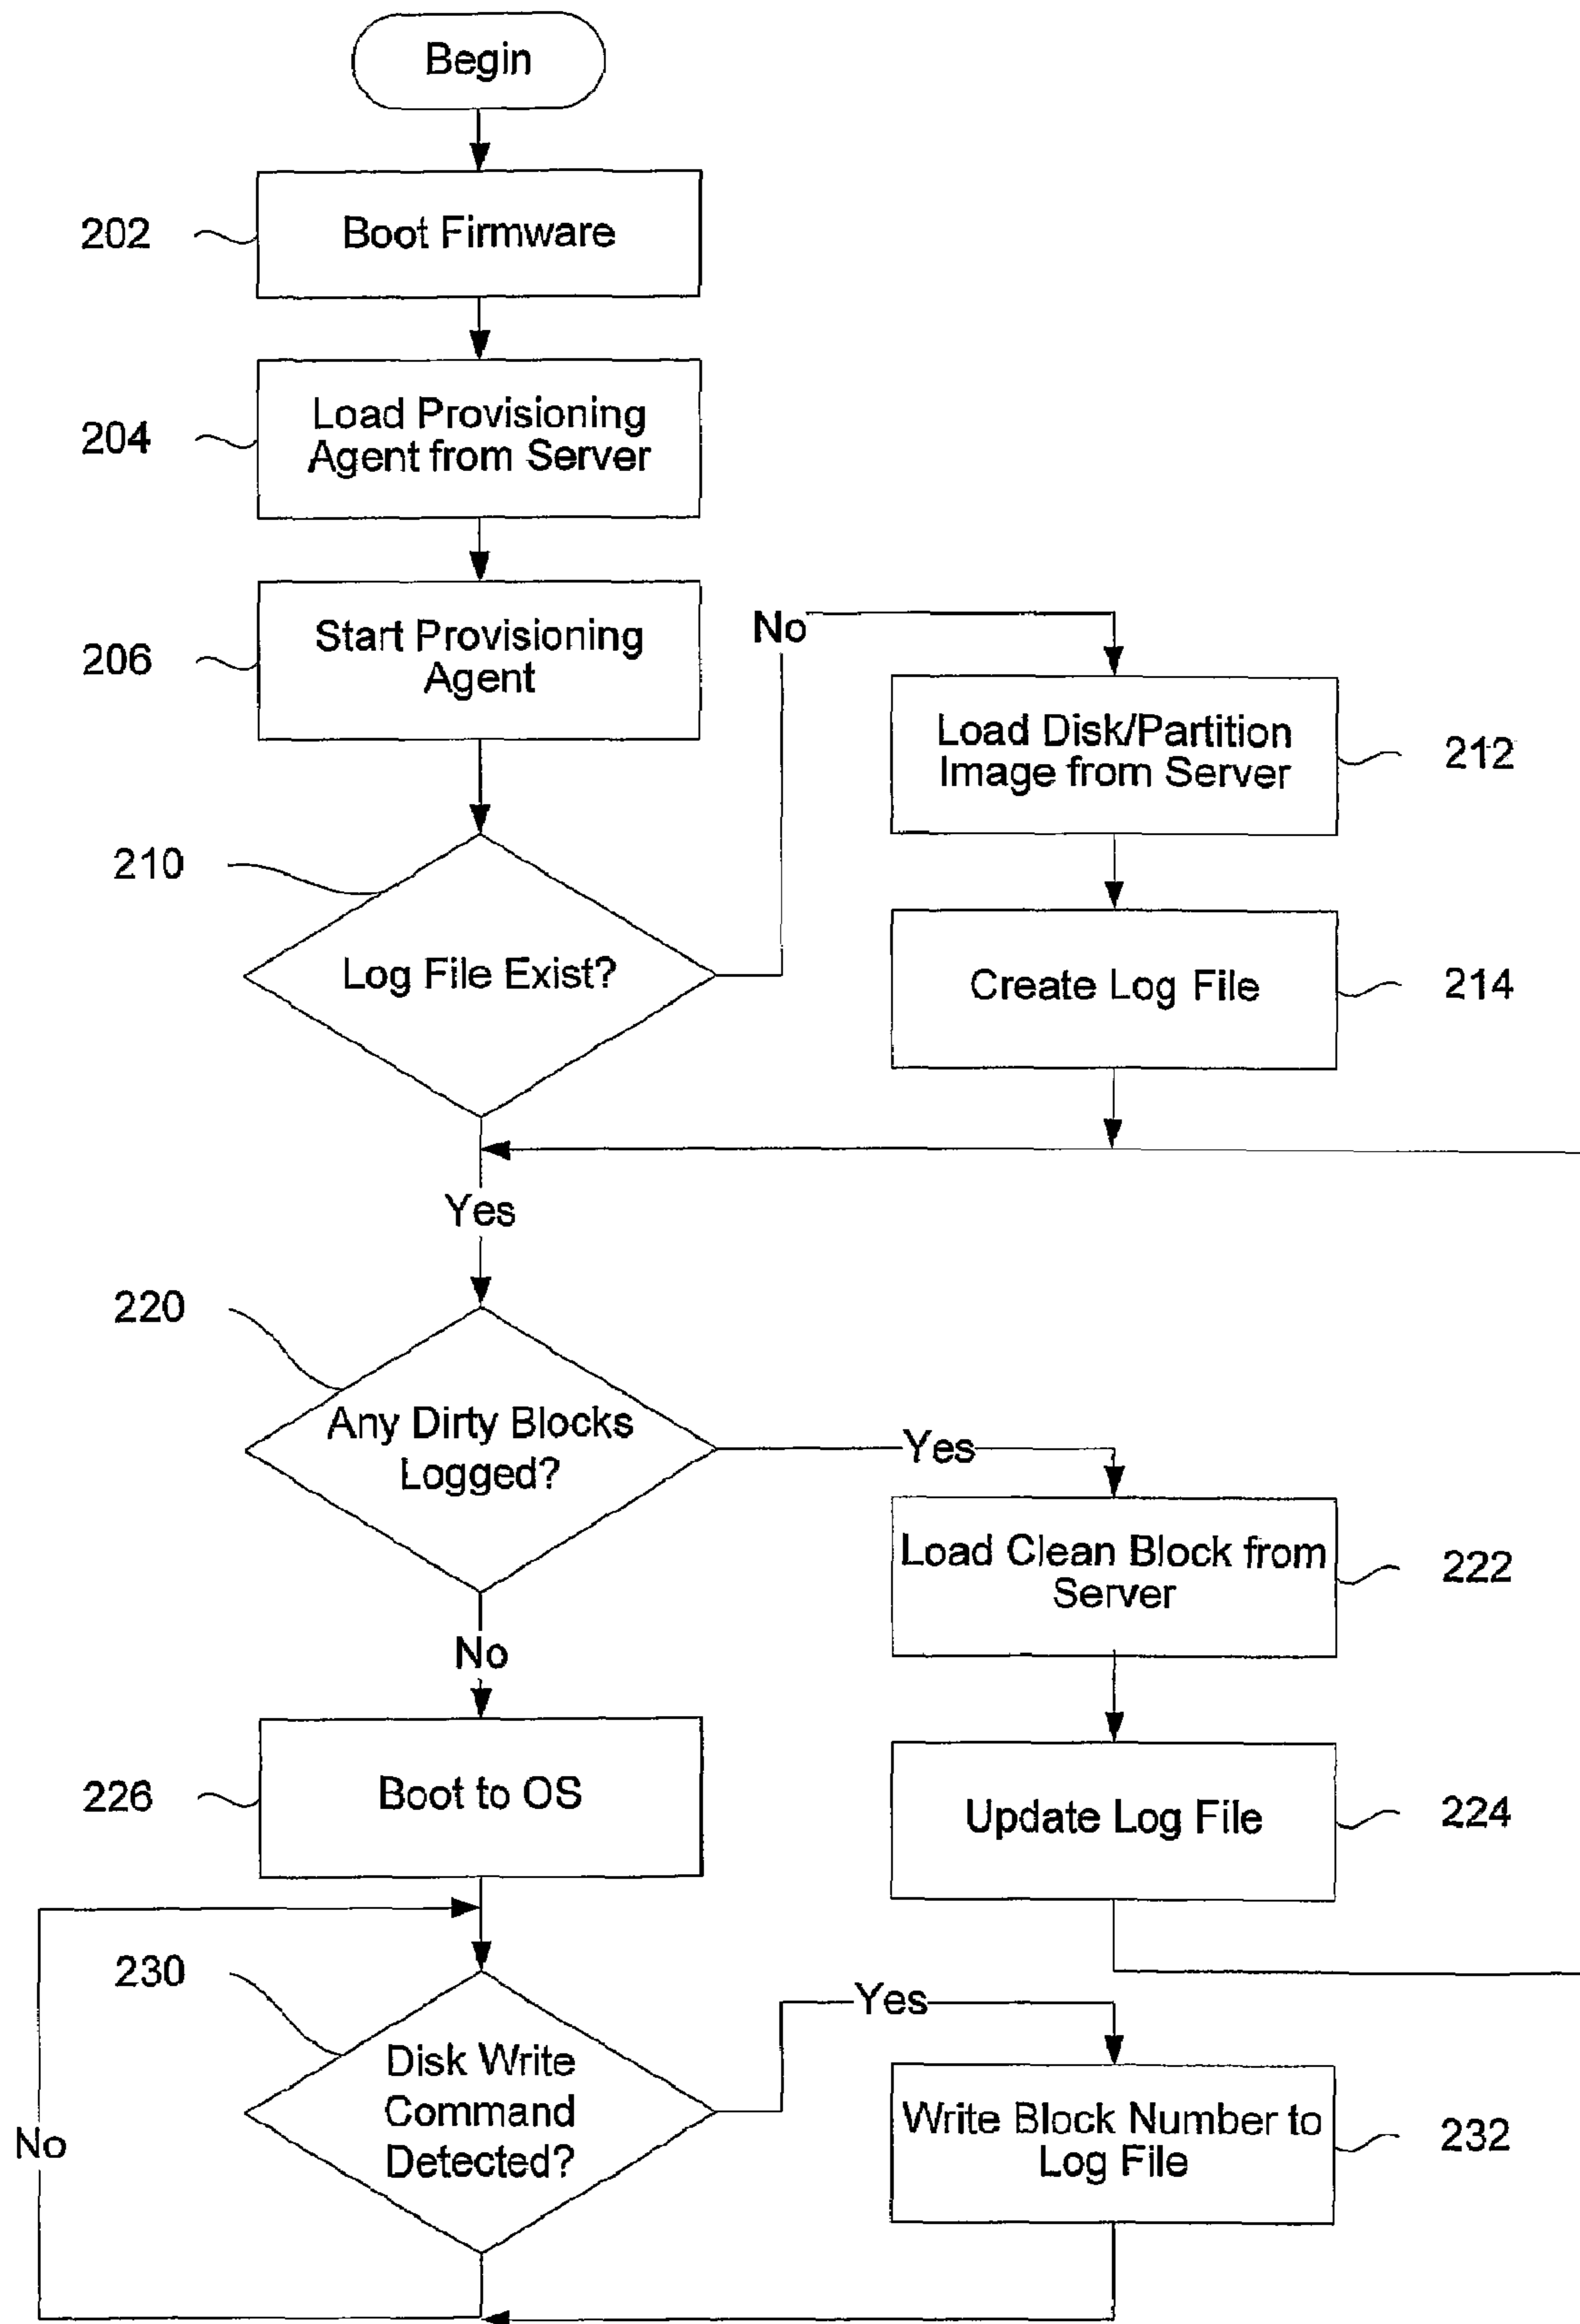 Begin
202
Boot Firmware
204
Load Provisioning
Agent from Server
206
Start Provisioning
Agent
No
Load Disk/Partition
Image from Server
212
210
Log File Exist?
Create Log File
214
Yes
220
Any Dirty Blocks
Logged?
Yes
Load Clean Block from
Server
222
No
226
Boot to OS
Update Log File
224
230
Disk Write
Command
Detected?
Yes
Write Block Number to
Log File
232
No